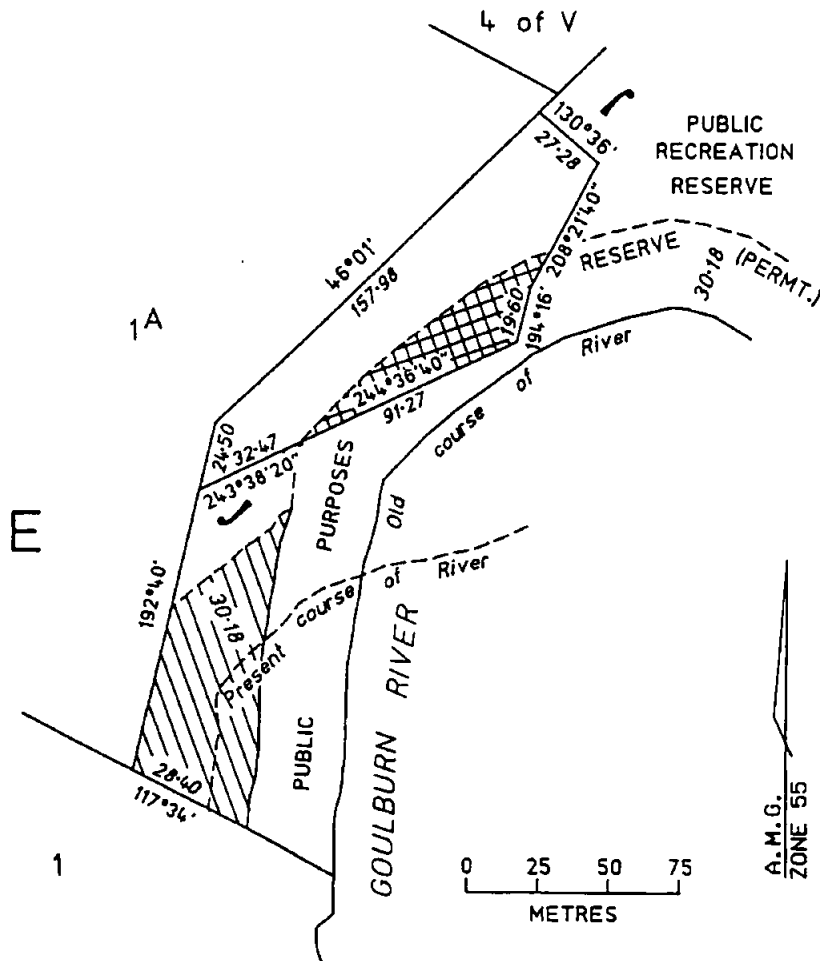 4 of V
130°36'
27·28
PUBLIC
RECREATION
RESERVE
46°01'
157·98
208°21'40"
RESERVE
(PERMT.)
30·18
1A
19·60
194°16'
244°36'40"
91·27
course of River
Old
24·50
32·47
243°38'20"
PURPOSES
E
192°40'
30·18
Present course of River
PUBLIC
GOULBURN RIVER
28·40
117°34'
1
0 25 50 75
METRES
A.M.G.
ZONE 55